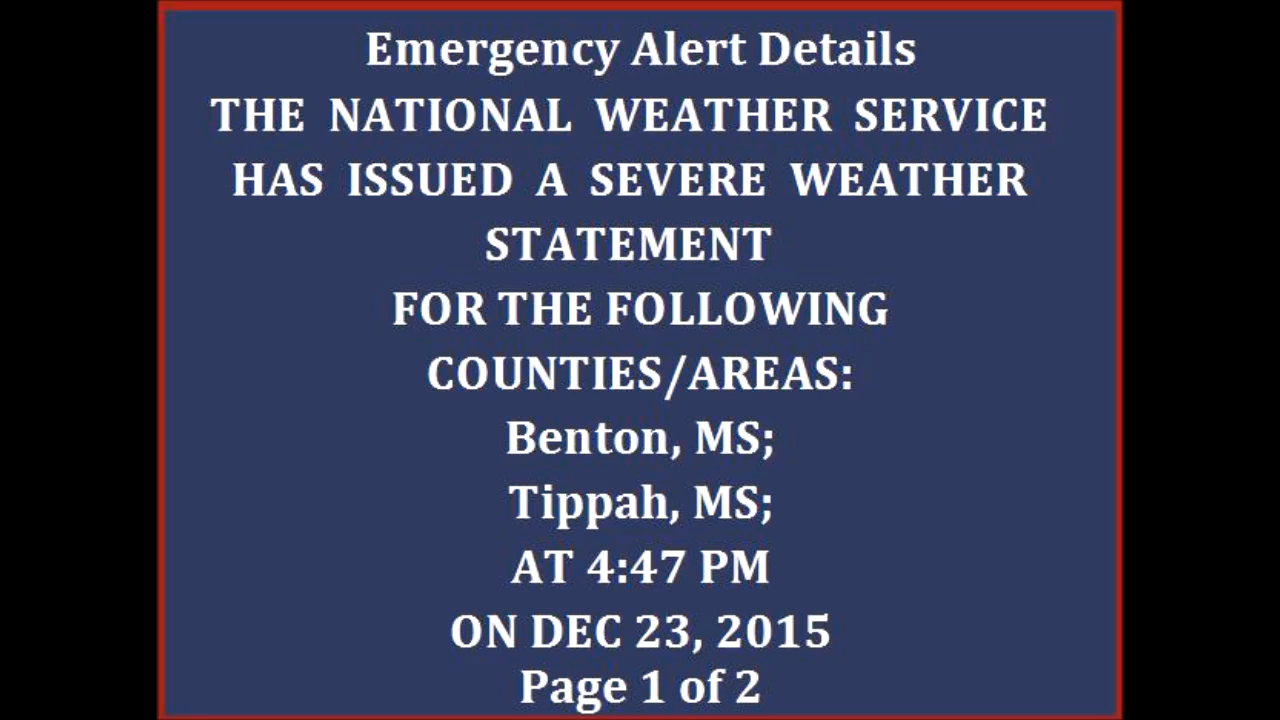 Emergency Alert Details
THE NATIONAL WEATHER SERVICE
HAS ISSUED A SEVERE WEATHER
STATEMENT
FOR THE FOLLOWING
COUNTIES/AREAS:
Benton, MS;
Tippah, MS;
AT 4:47 PM
ON DEC 23, 2015
Page 1 of 2